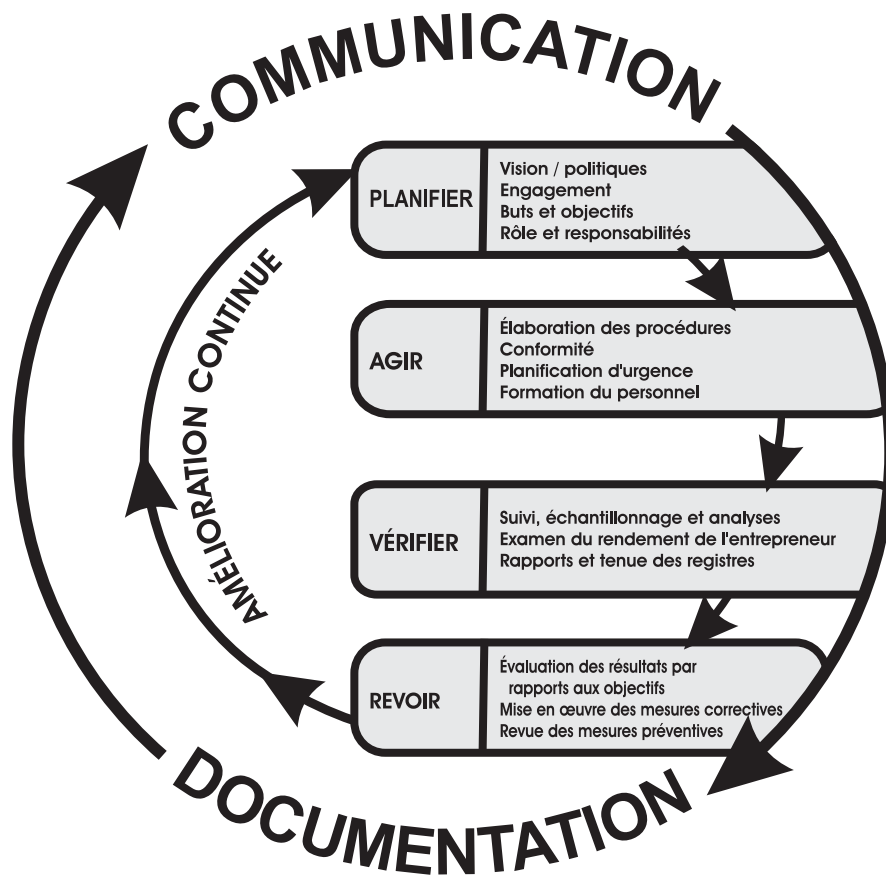 COMMUNICATION
PLANIFIER
Vision / politiques
Engagement
Buts et objectifs
Rôle et responsabilités
AMÉLIORATION CONTINUE
AGIR
Élaboration des procédures
Conformité
Planification d'urgence
Formation du personnel
VÉRIFIER
Suivi, échantillonnage et analyses
Examen du rendement de l'entrepreneur
Rapports et tenue des registres
REVOIR
Évaluation des résultats par
rapports aux objectifs
Mise en œuvre des mesures correctives
Revue des mesures préventives
DOCUMENTATION